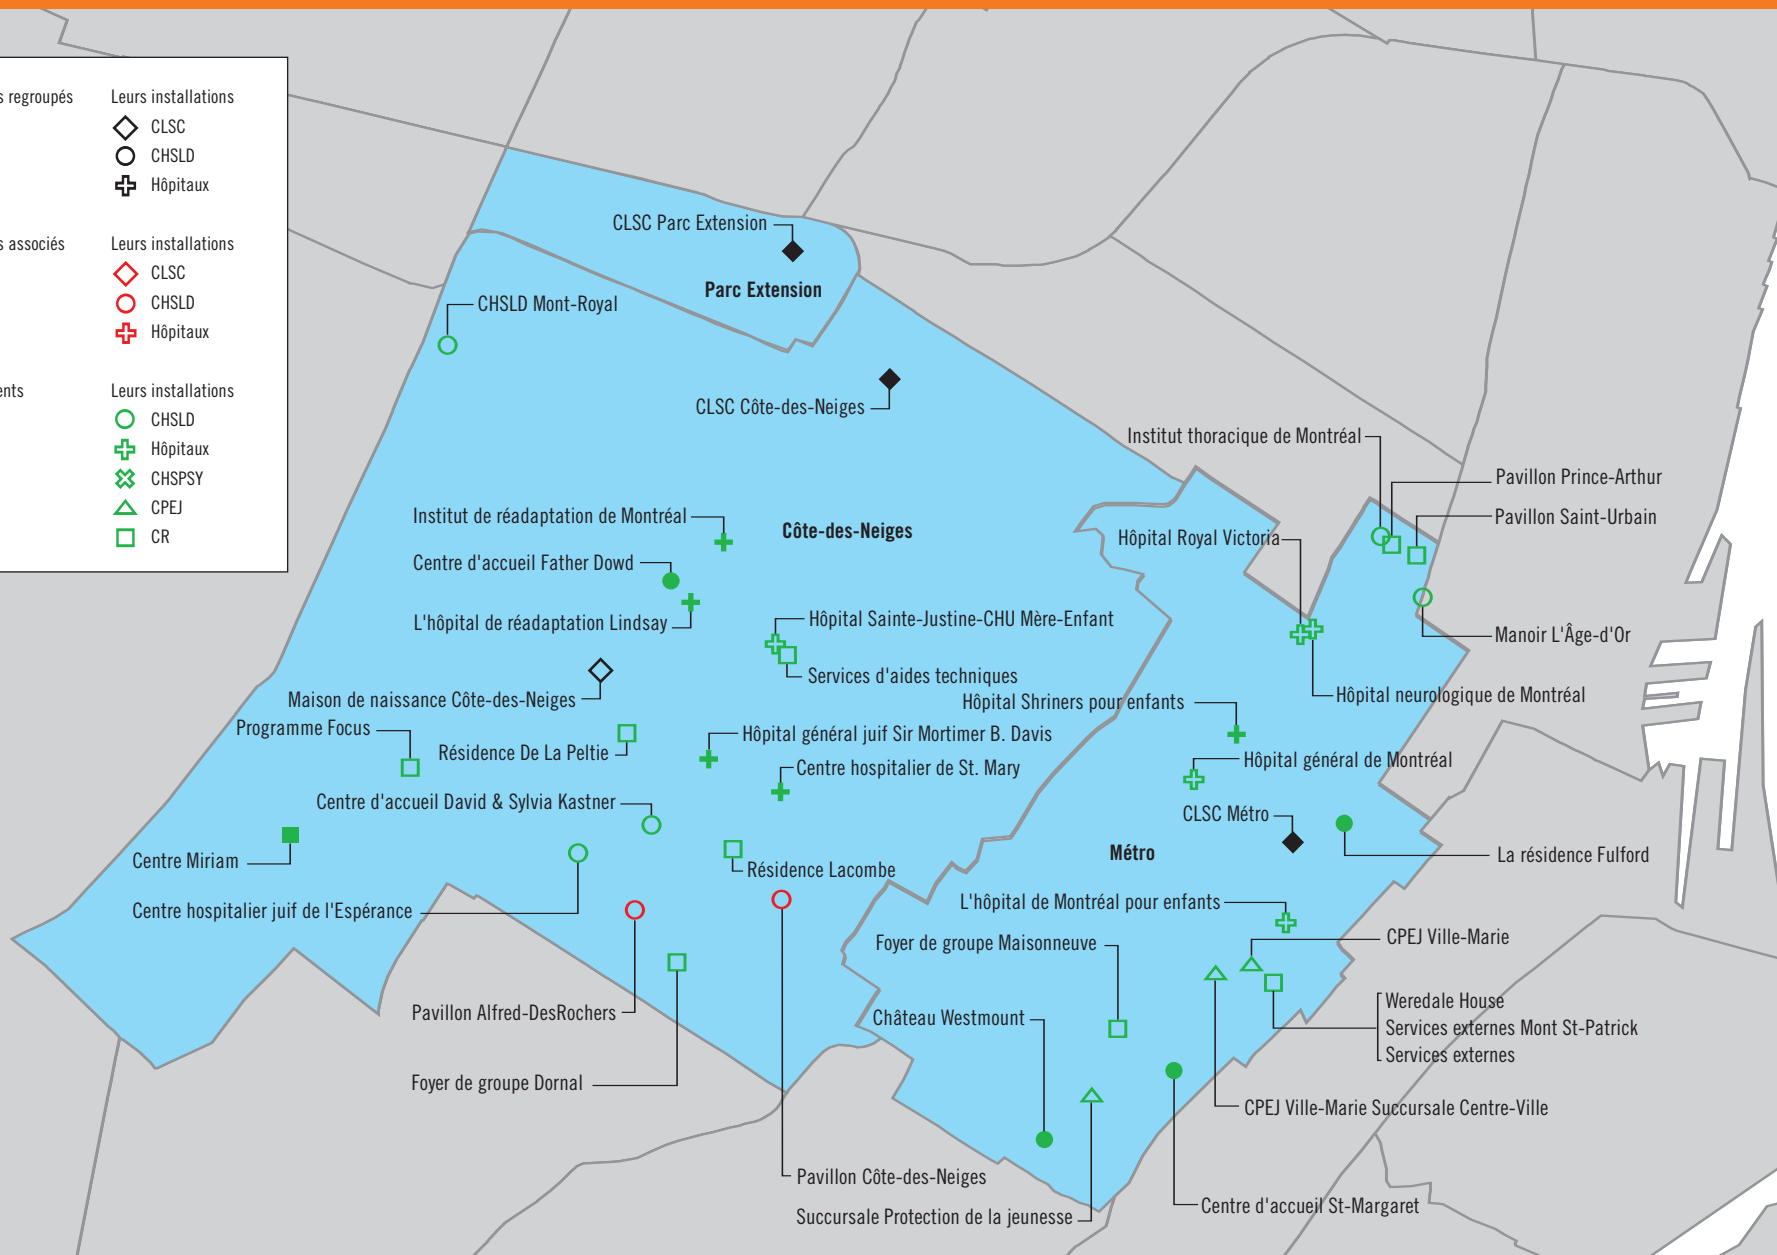 s regroupés
Leurs installations
CLSC
CHSLD
Hôpitaux
s associés
Leurs installations
CLSC
CHSLD
Hôpitaux
ents
Leurs installations
CHSLD
Hôpitaux
CHSPSY
CPEJ
CR
CLSC Parc Extension
Parc Extension
CHSLD Mont-Royal
CLSC Côte-des-Neiges
Institut thoracique de Montréal
Pavillon Prince-Arthur
Institut de réadaptation de Montréal
Côte-des-Neiges
Pavillon Saint-Urbain
Hôpital Royal Victoria
Centre d'accueil Father Dowd
L'hôpital de réadaptation Lindsay
Hôpital Sainte-Justine-CHU Mère-Enfant
Manoir L'Âge-d'Or
Services d'aides techniques
Maison de naissance Côte-des-Neiges
Hôpital Shriners pour enfants
Hôpital neurologique de Montréal
Programme Focus
Résidence De La Peltie
Hôpital général juif Sir Mortimer B. Davis
Centre hospitalier de St. Mary
Hôpital général de Montréal
Centre d'accueil David & Sylvia Kastner
CLSC Métro
Centre Miriam
Métro
La résidence Fulford
Résidence Lacombe
Centre hospitalier juif de l'Espérance
L'hôpital de Montréal pour enfants
Foyer de groupe Maisonneuve
CPEJ Ville-Marie
Pavillon Alfred-DesRochers
Château Westmount
Weredale House
Services externes Mont St-Patrick
Services externes
Foyer de groupe Dornal
CPEJ Ville-Marie Succursale Centre-Ville
Pavillon Côte-des-Neiges
Centre d'accueil St-Margaret
Succursale Protection de la jeunesse